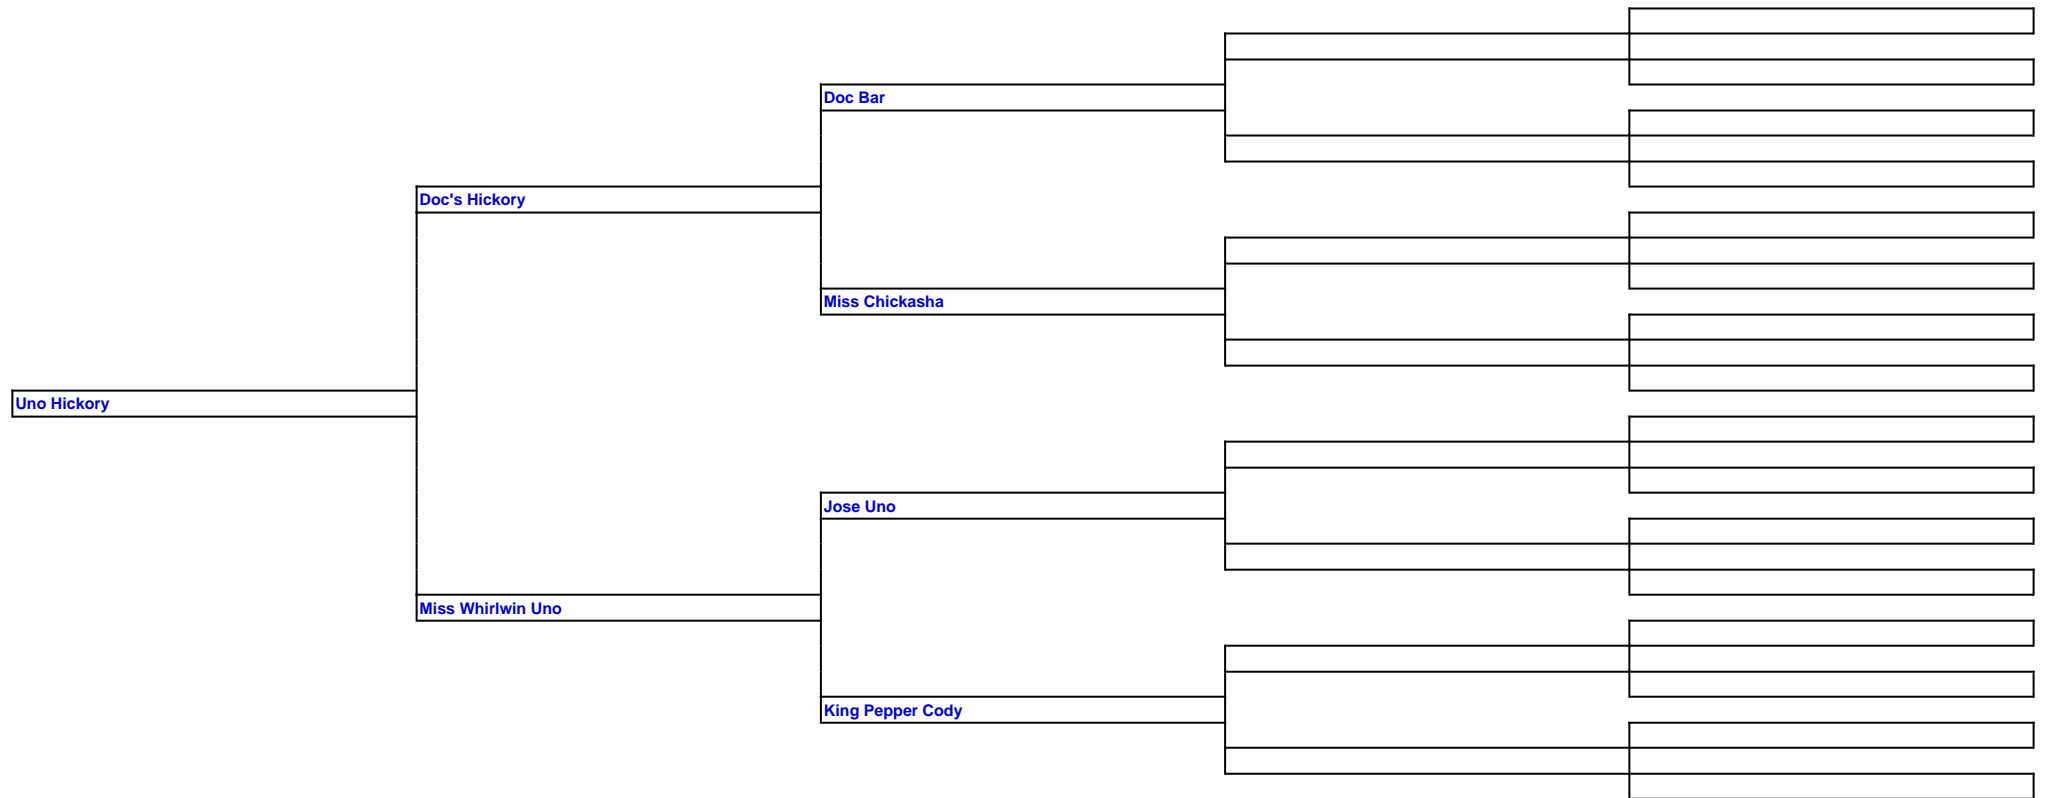 Doc Bar
Doc's Hickory
Miss Chickasha
Uno Hickory
Jose Uno
Miss Whirlwin Uno
King Pepper Cody